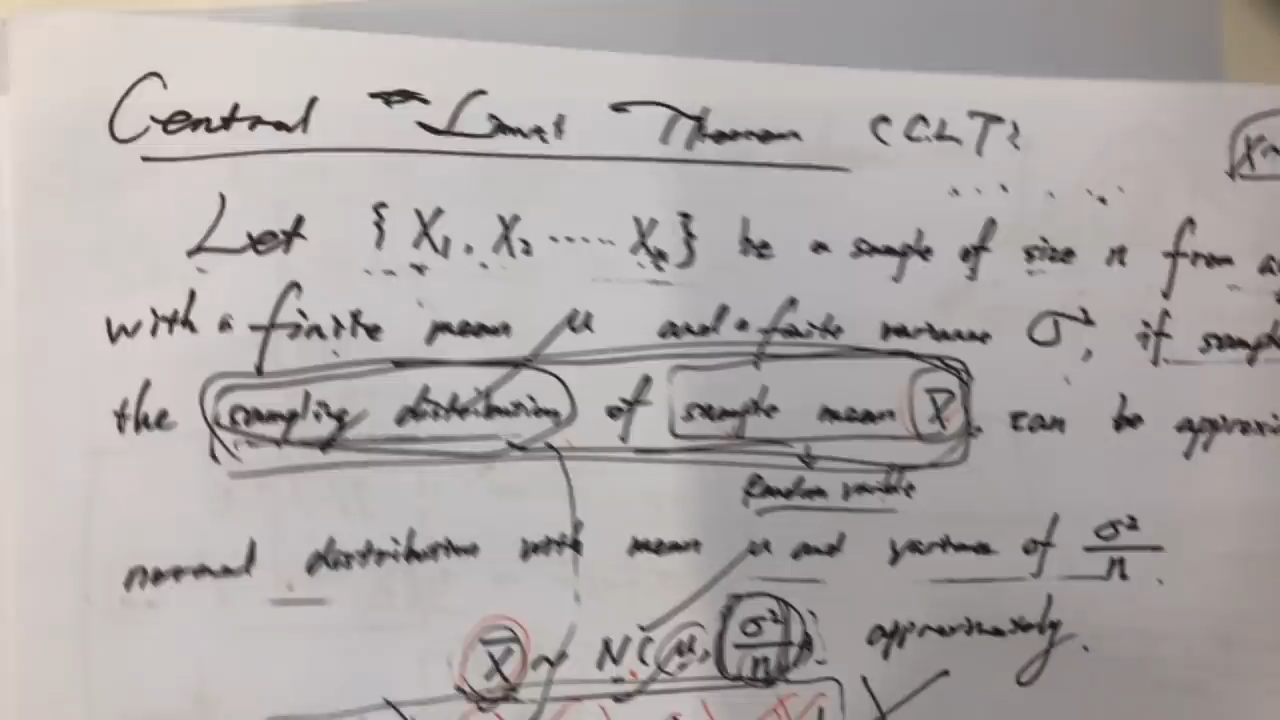 Central Limit Theorem (CLT)
X~
Let {X₁, X₂ ..... Xₙ} be a sample of size n from
with a finite mean μ and a finite variance σ², if sample
the sampling distribution of sample mean X̄, can be approxi
Random variable
normal distribution with mean μ and variance of σ²/n.
X̄ ~ N(μ, σ²/n). approximately.